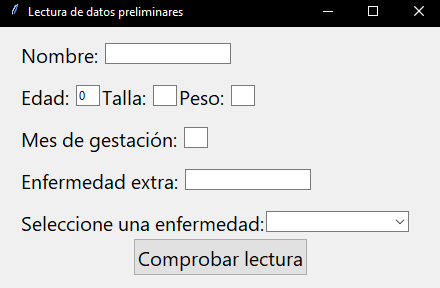 Lectura de datos preliminares
Nombre:
Edad: 0 Talla: Peso:
Mes de gestación:
Enfermedad extra:
Seleccione una enfermedad:
Comprobar lectura